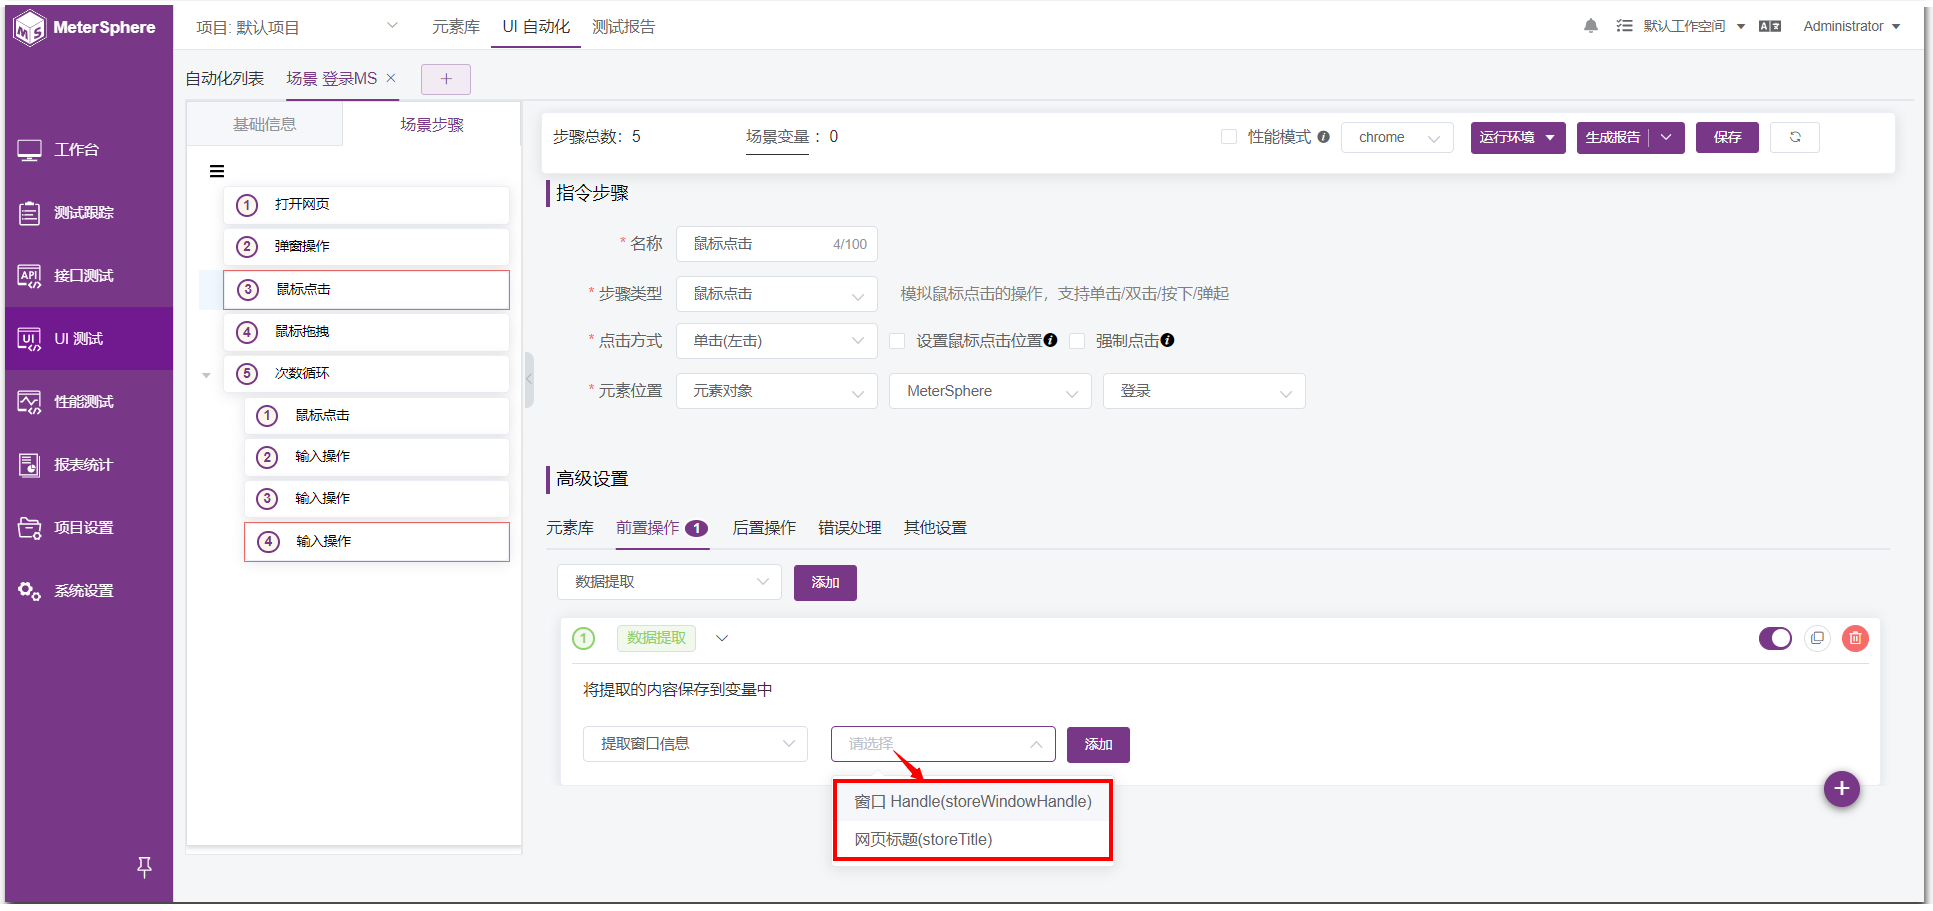 MeterSphere
项目: 默认项目
元素库
UI 自动化
测试报告
默认工作空间
Administrator
自动化列表
场景 登录MS
工作台
测试跟踪
接口测试
UI 测试
性能测试
报表统计
项目设置
系统设置
基础信息
场景步骤
1 打开网页
2 弹窗操作
3 鼠标点击
4 鼠标拖拽
5 次数循环
1 鼠标点击
2 输入操作
3 输入操作
4 输入操作
步骤总数： 5
场景变量 ： 0
性能模式
chrome
运行环境
生成报告
保存
指令步骤
* 名称 鼠标点击 4/100
* 步骤类型 鼠标点击 模拟鼠标点击的操作，支持单击/双击/按下/弹起
* 点击方式 单击(左击) 设置鼠标点击位置 强制点击
* 元素位置 元素对象 MeterSphere 登录
高级设置
元素库 前置操作 1 后置操作 错误处理 其他设置
数据提取 添加
1 数据提取
将提取的内容保存到变量中
提取窗口信息 请选择 添加
窗口 Handle(storeWindowHandle)
网页标题(storeTitle)